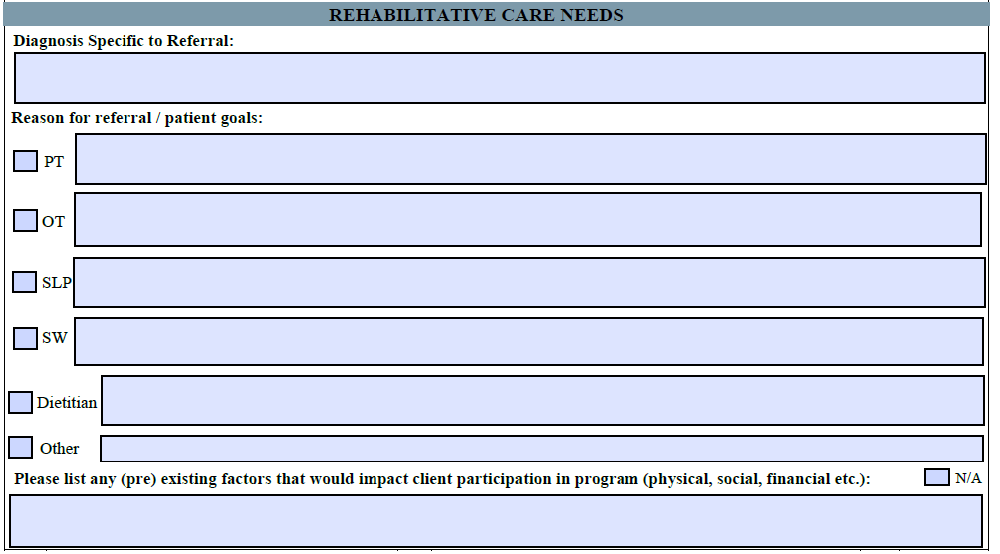 REHABILITATIVE CARE NEEDS
Diagnosis Specific to Referral:
Reason for referral / patient goals:
PT
OT
SLP
SW
Dietitian
Other
Please list any (pre) existing factors that would impact client participation in program (physical, social, financial etc.): N/A